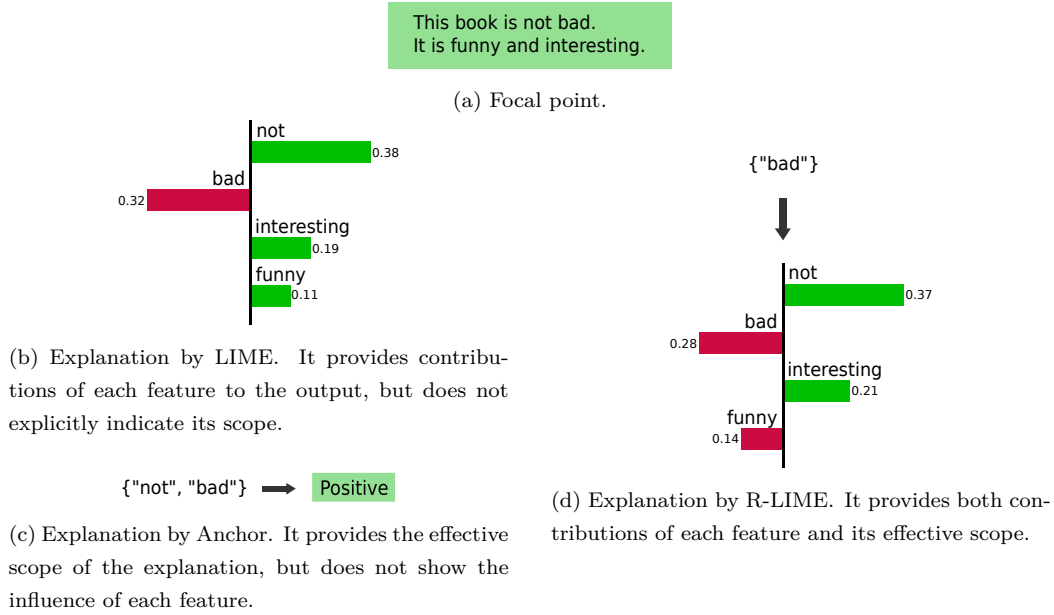 This book is not bad.
It is funny and interesting.
(a) Focal point.
not
0.38
bad
0.32
interesting
0.19
funny
0.11
(b) Explanation by LIME. It provides contribu-
tions of each feature to the output, but does not
explicitly indicate its scope.
{"not", "bad"} Positive
(c) Explanation by Anchor. It provides the effective
scope of the explanation, but does not show the
influence of each feature.
{"bad"}
not
0.37
bad
0.28
interesting
0.21
funny
0.14
(d) Explanation by R-LIME. It provides both con-
tributions of each feature and its effective scope.